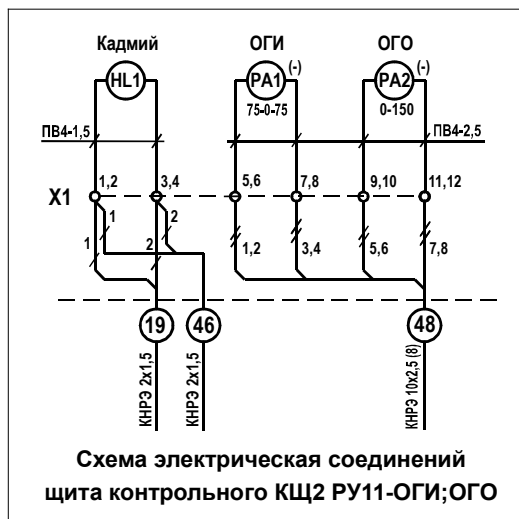 Кадмий ОГИ ОГО
HL1 PA1 (-) PA2 (-)
75-0-75 0-150
ПВ4-1,5 ПВ4-2,5
X1 1,2 3,4 5,6 7,8 9,10 11,12
1 2
1 2 1,2 3,4 5,6 7,8
19 46 48
КНРЭ 2x1,5 КНРЭ 2x1,5 КНРЭ 10x2,5 (8)
Схема электрическая соединений
щита контрольного КЩ2 РУ11-ОГИ;ОГО